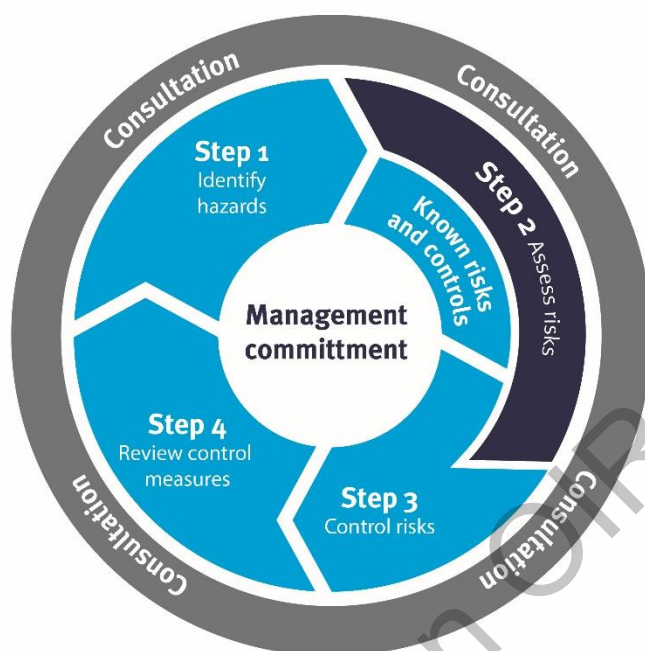 Consultation
Consultation
Step 1
Identify
hazards
Step 2 Assess risks
Known risks
and controls
Management
committment
Step 4
Review control
measures
Step 3
Control risks
Consultation
Consultation